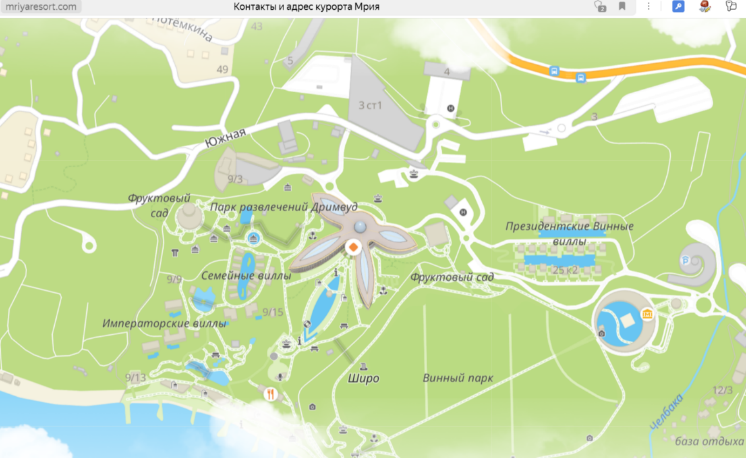 mriyaresort.com
Контакты и адрес курорта Мрия
Потёмкина
49
5
4
3 ст1
3
Южная
9/3
Фруктовый
сад
Парк развлечений Дримвуд
Президентские Винные
виллы
25 к2
Семейные виллы
Фруктовый сад
9/9
9/15
Императорские виллы
9/13
Широ
Винный парк
Челбака
12/3
база отдыха